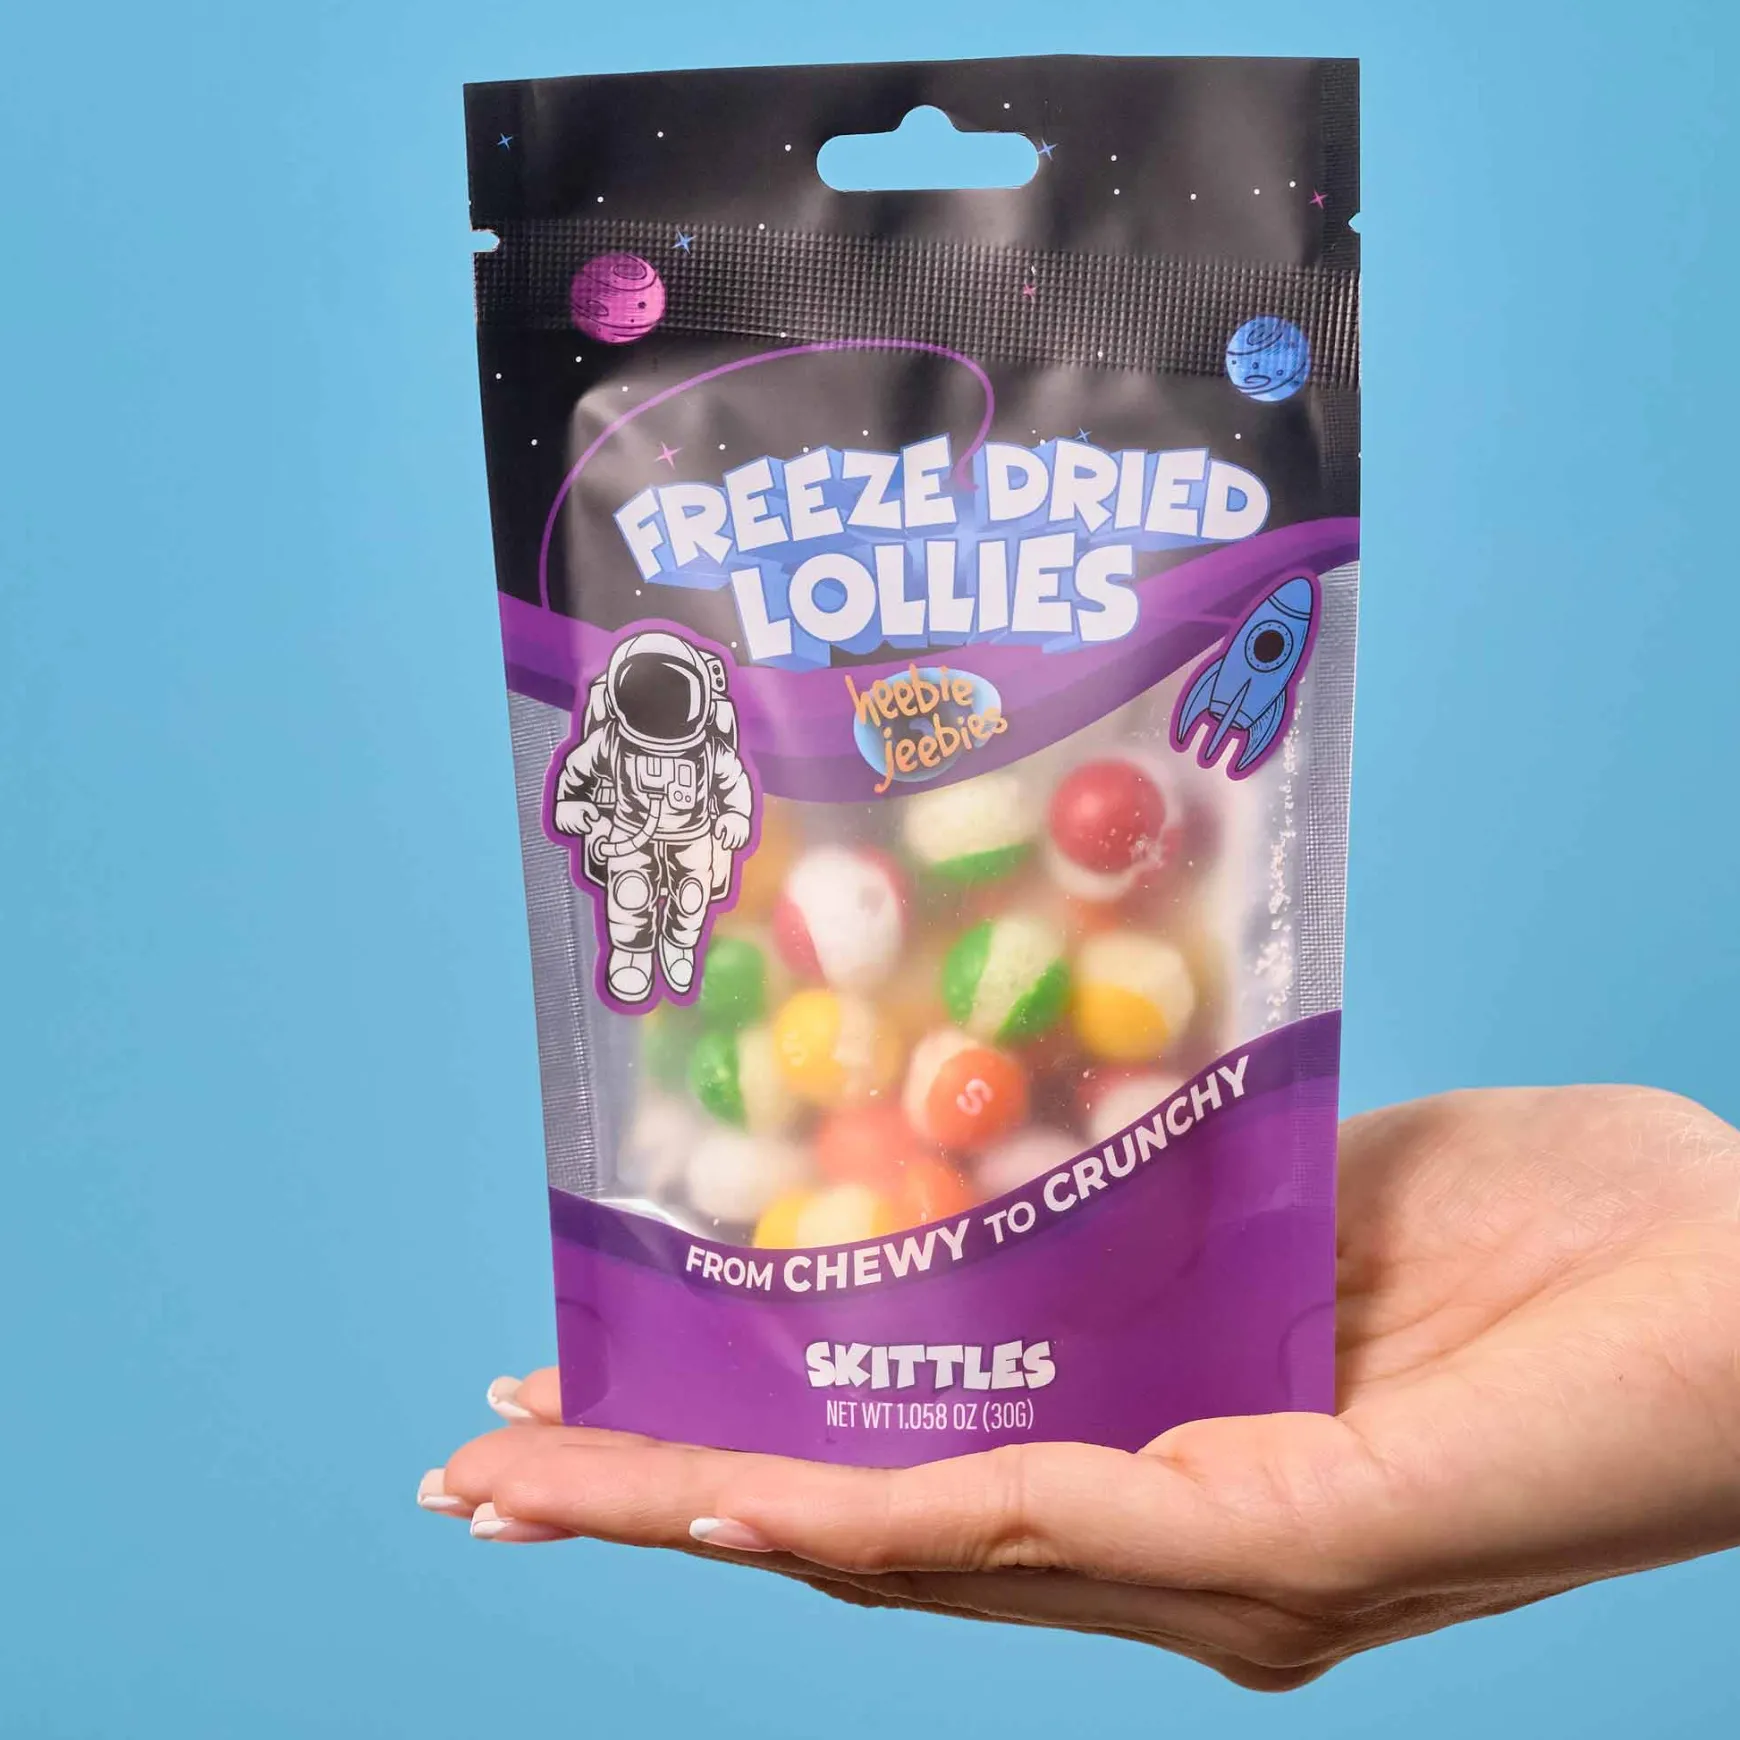 FREEZE DRIED
LOLLIES
heebie
jeebies
S
S
FROM CHEWY TO CRUNCHY
SKITTLES
NET WT 1.058 OZ (30G)